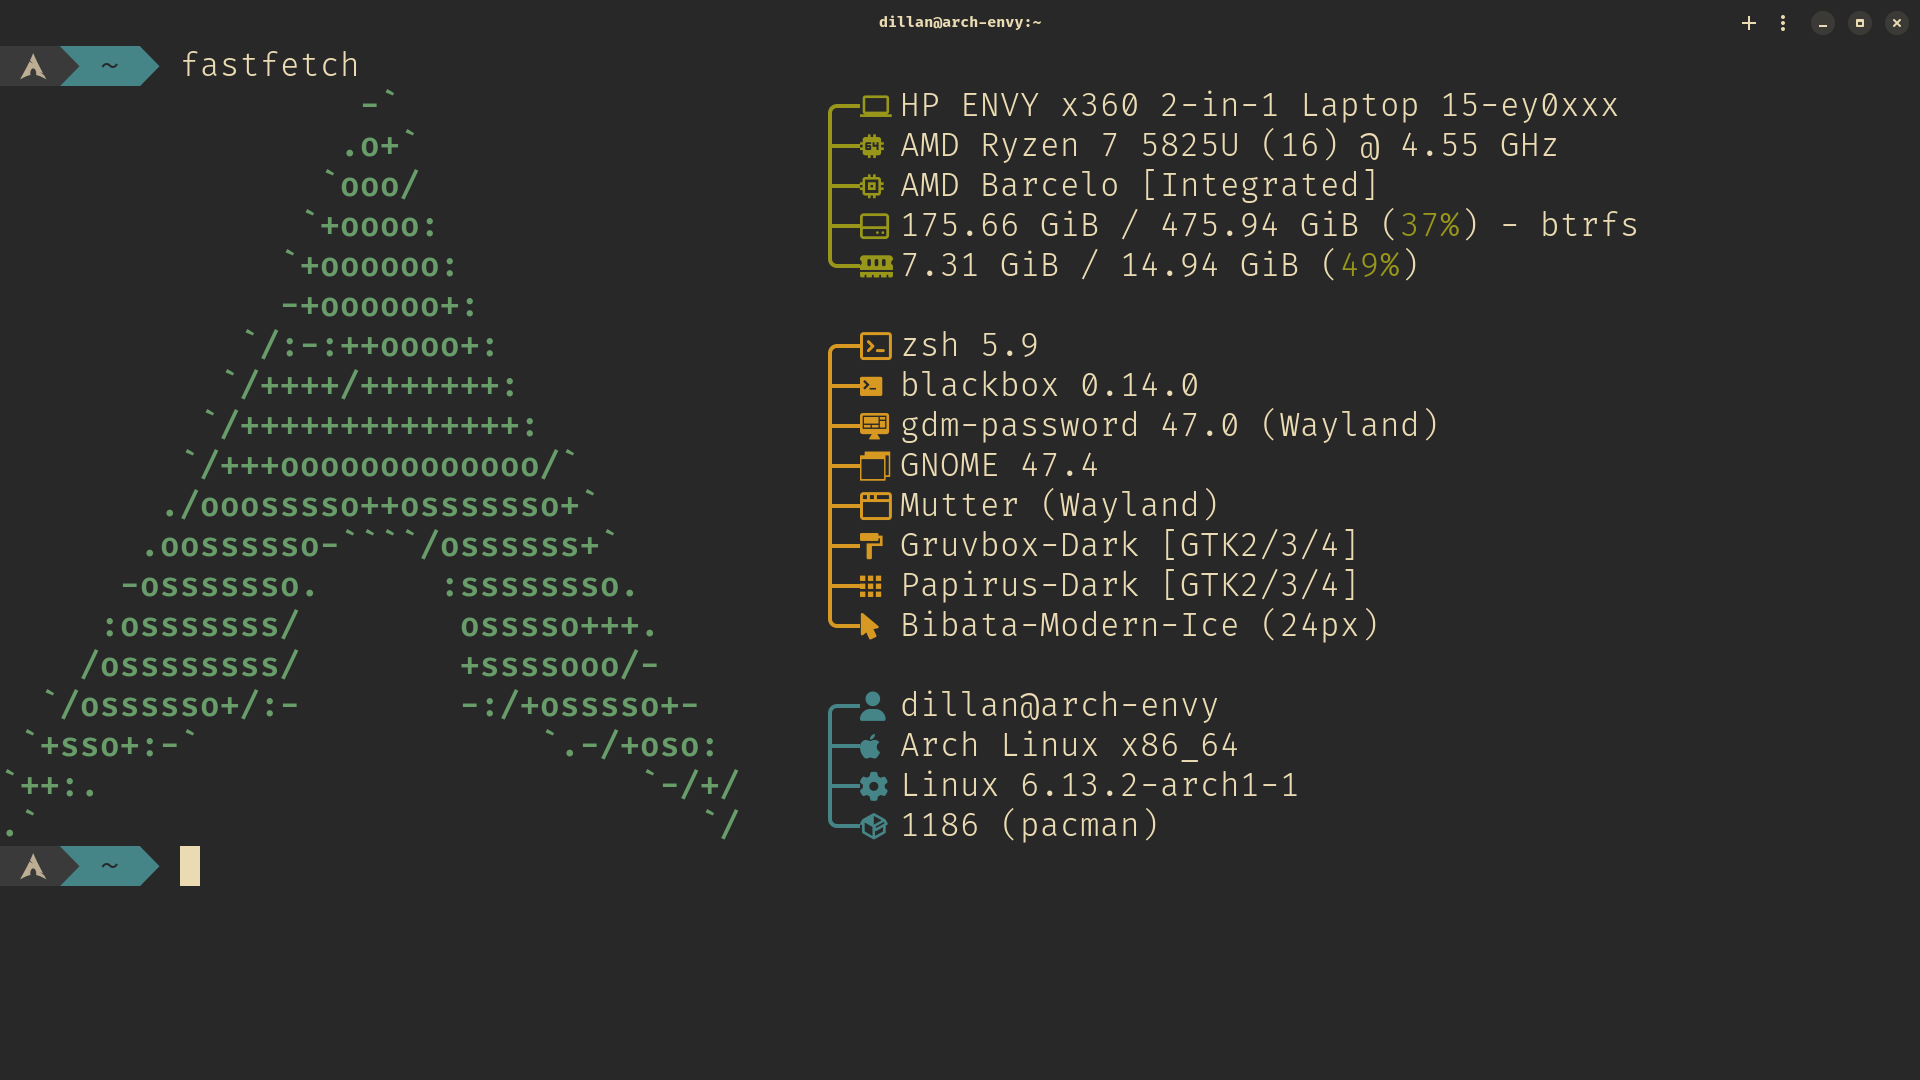 dillan@arch-envy:~
~ fastfetch
-`
.o+`
`ooo/
`+oooo:
`+oooooo:
-+oooooo+:
`/:-:++oooo+:
`/++++/+++++++:
`/++++++++++++++:
`/+++ooooooooooooo/`
./ooosssso++osssssso+`
.oossssso-````/ossssss+`
-osssssso. :ssssssso.
:osssssss/ osssso+++.
/ossssssss/ +ssssooo/-
`/ossssso+/:- -:/+osssso+-
`+sso+:-` `.-/+oso:
`++:. `-/+/
.` `/
HP ENVY x360 2-in-1 Laptop 15-ey0xxx
AMD Ryzen 7 5825U (16) @ 4.55 GHz
AMD Barcelo [Integrated]
175.66 GiB / 475.94 GiB (37%) - btrfs
7.31 GiB / 14.94 GiB (49%)
zsh 5.9
blackbox 0.14.0
gdm-password 47.0 (Wayland)
GNOME 47.4
Mutter (Wayland)
Gruvbox-Dark [GTK2/3/4]
Papirus-Dark [GTK2/3/4]
Bibata-Modern-Ice (24px)
dillan@arch-envy
Arch Linux x86_64
Linux 6.13.2-arch1-1
1186 (pacman)
~